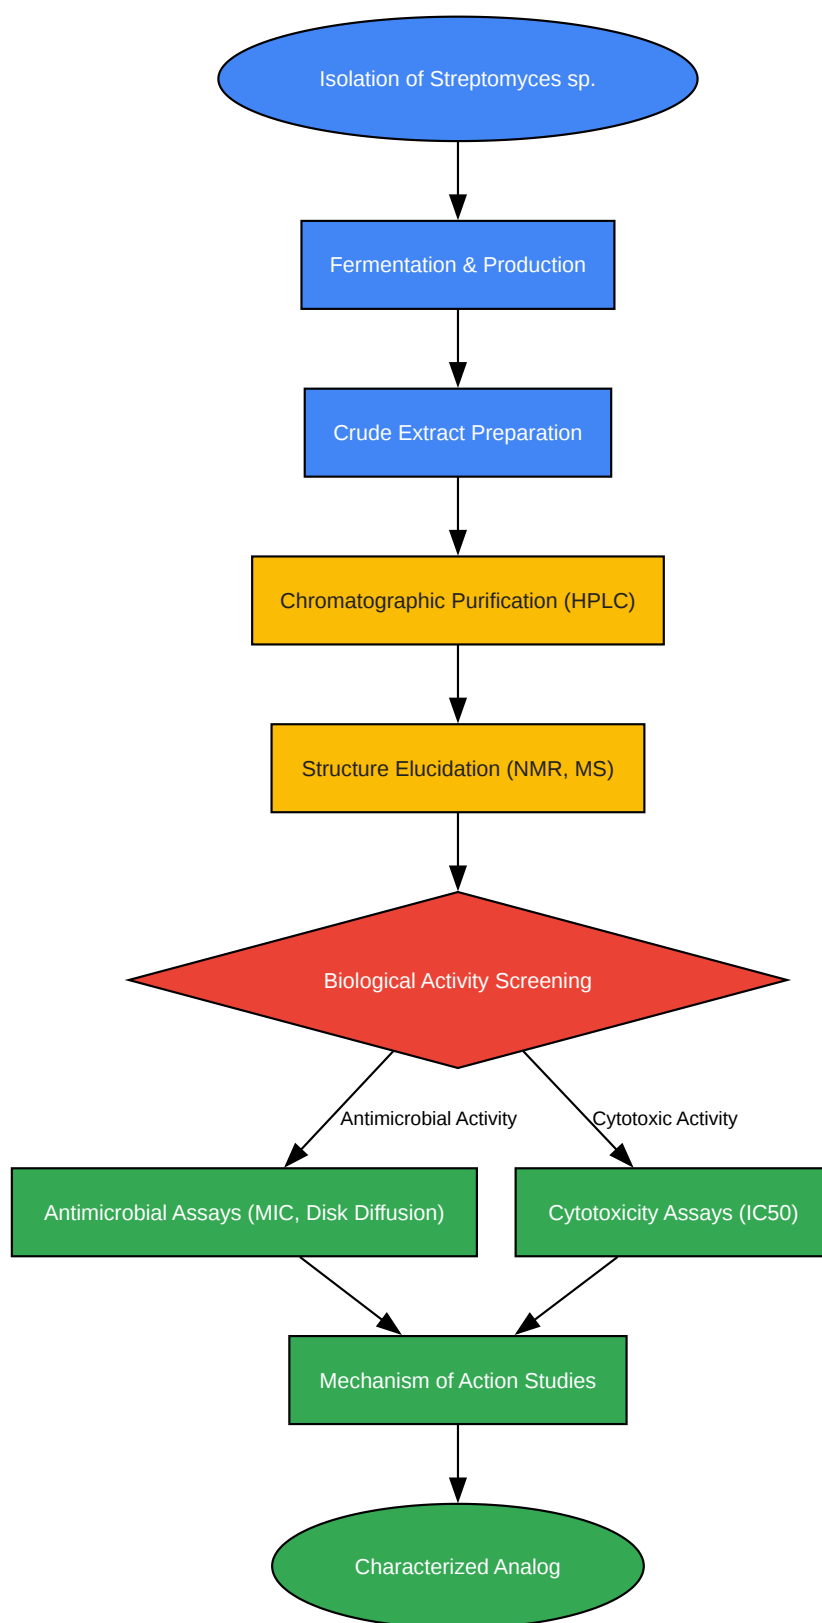 Isolation of Streptomyces sp.
Fermentation & Production
Crude Extract Preparation
Chromatographic Purification (HPLC)
Structure Elucidation (NMR, MS)
Biological Activity Screening
Antimicrobial Activity
Cytotoxic Activity
Antimicrobial Assays (MIC, Disk Diffusion)
Cytotoxicity Assays (IC50)
Mechanism of Action Studies
Characterized Analog